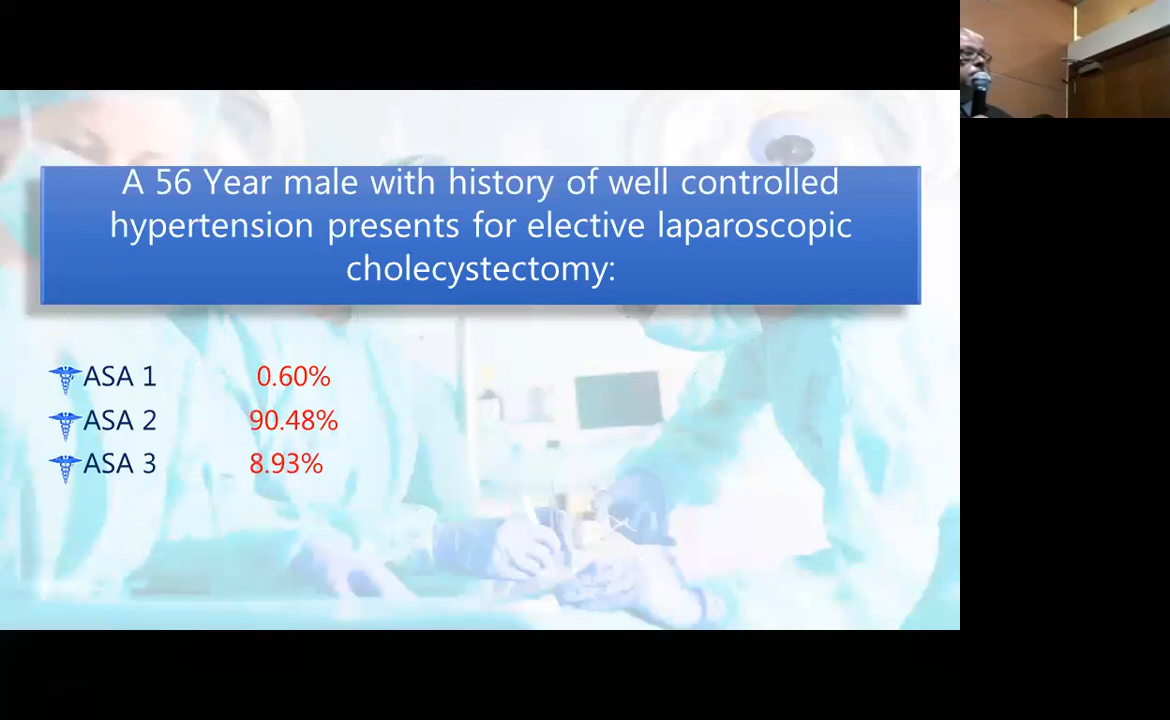 A 56 Year male with history of well controlled
hypertension presents for elective laparoscopic
cholecystectomy:
ASA 1 0.60%
ASA 2 90.48%
ASA 3 8.93%